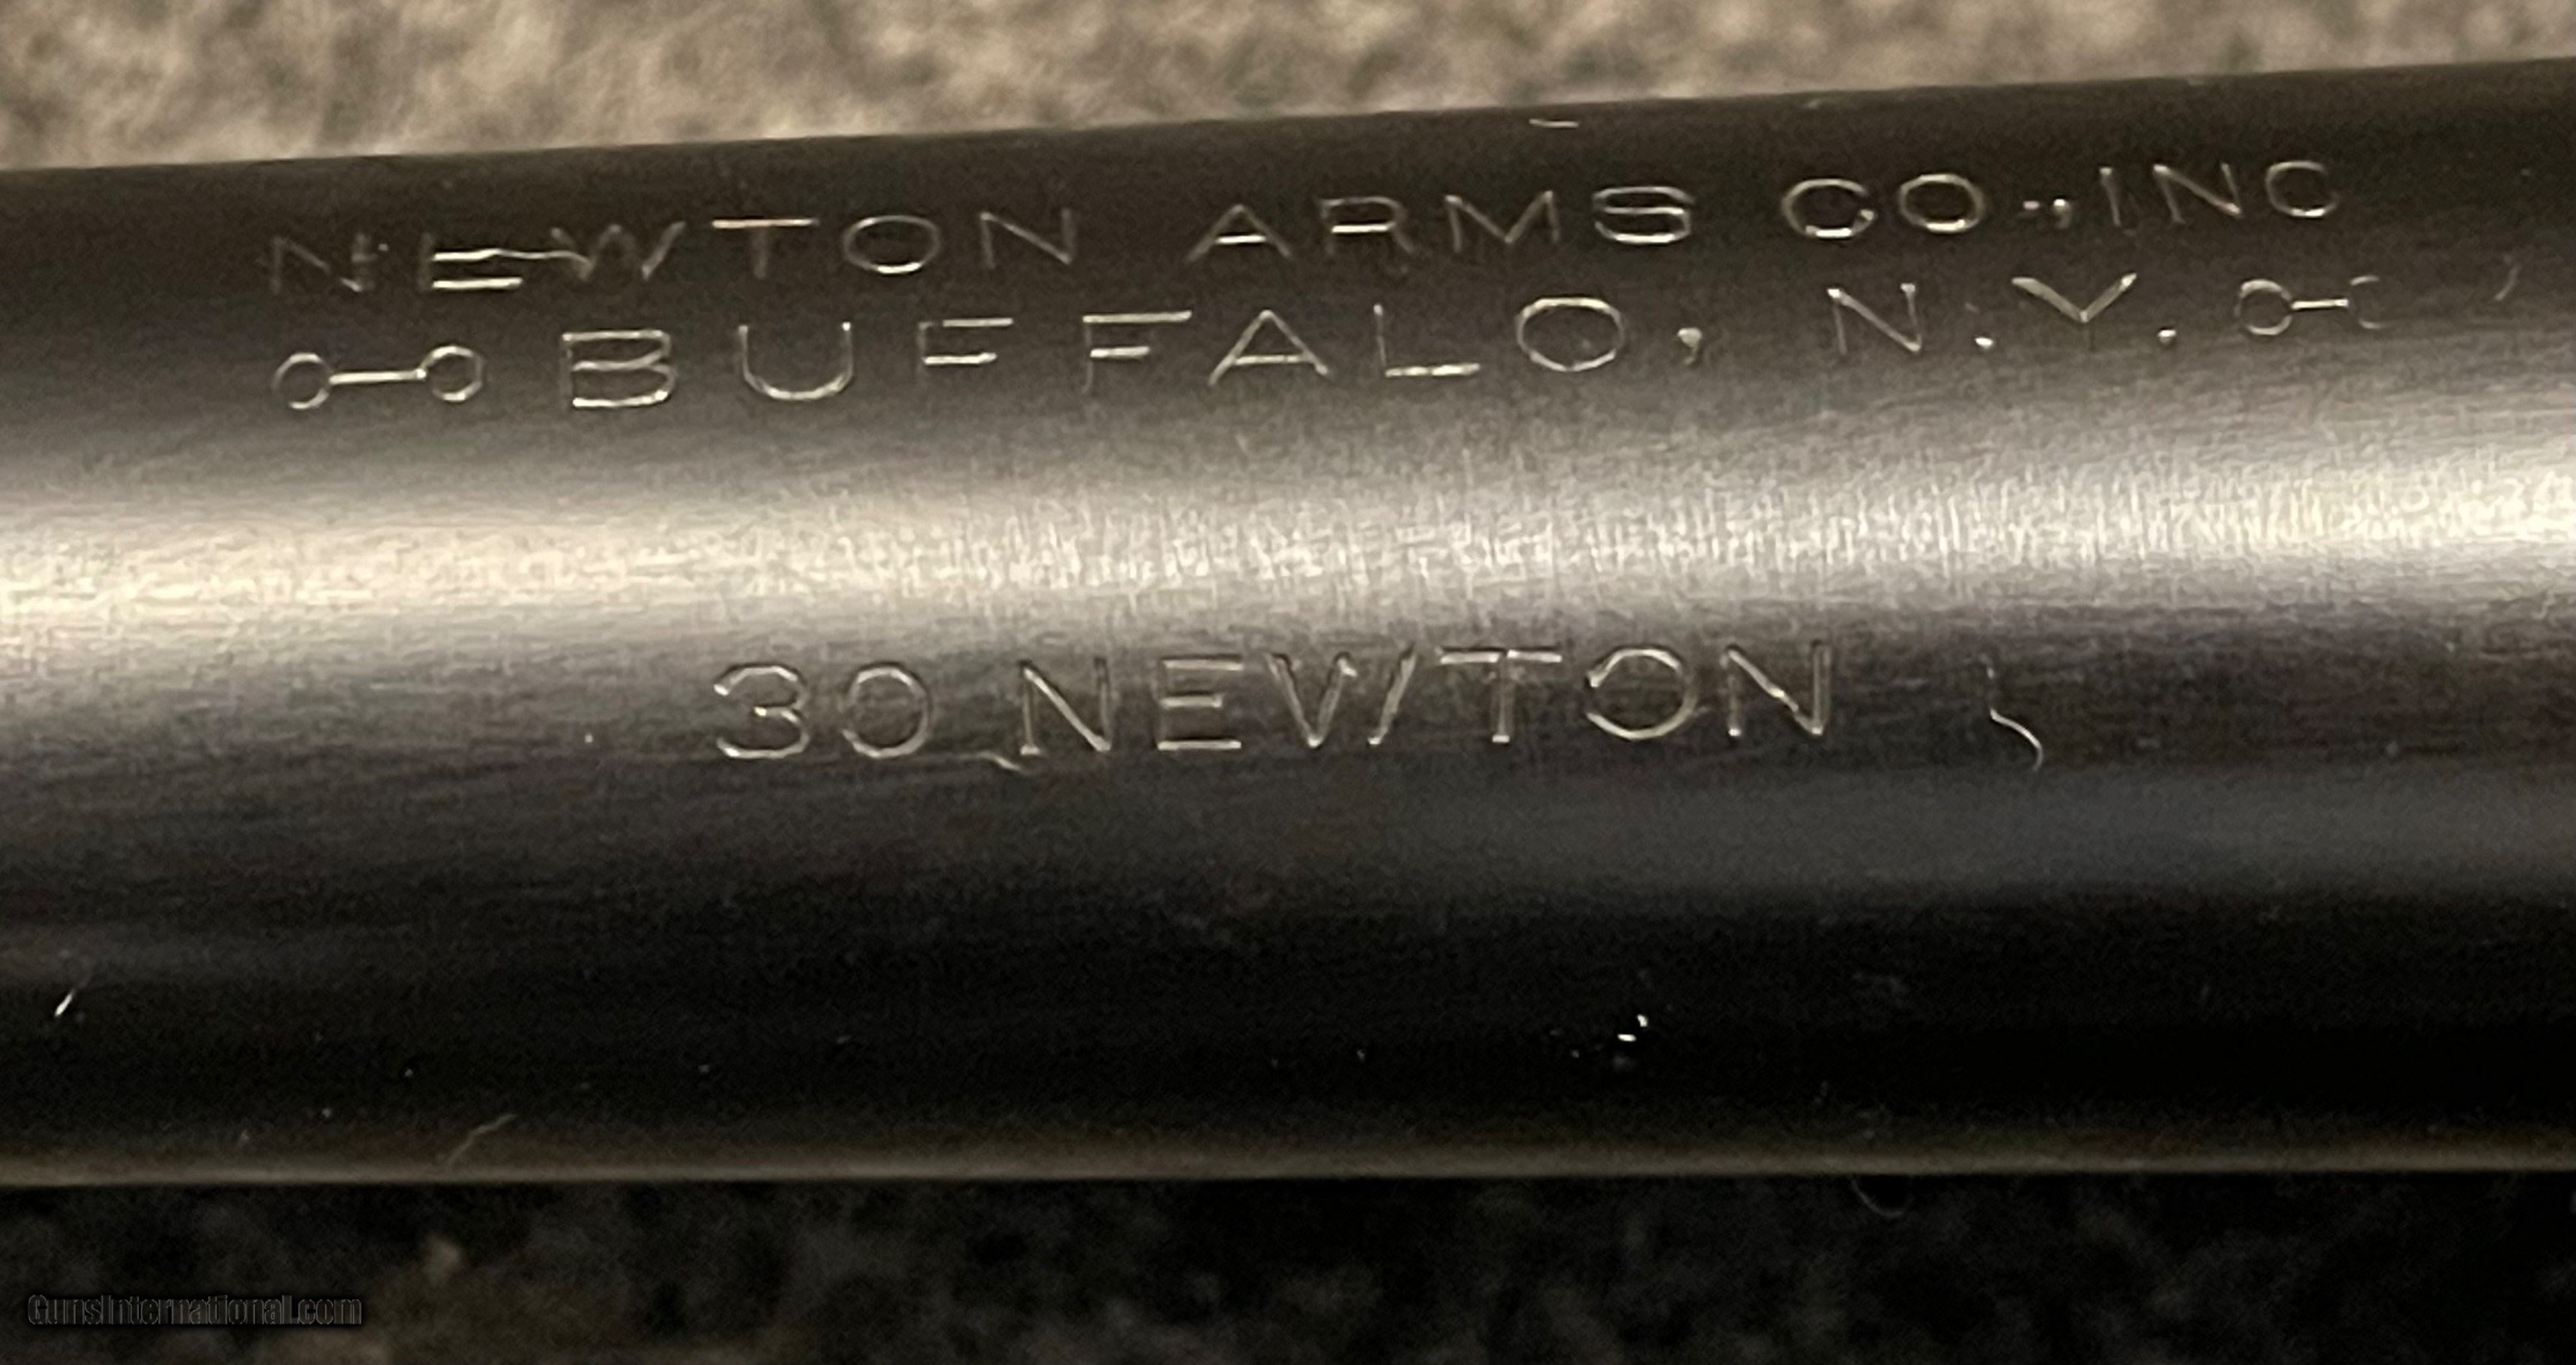 NEWTON ARMS CO., INC
BUFFALO, N.Y.
30 NEWTON
GunsInternational.com